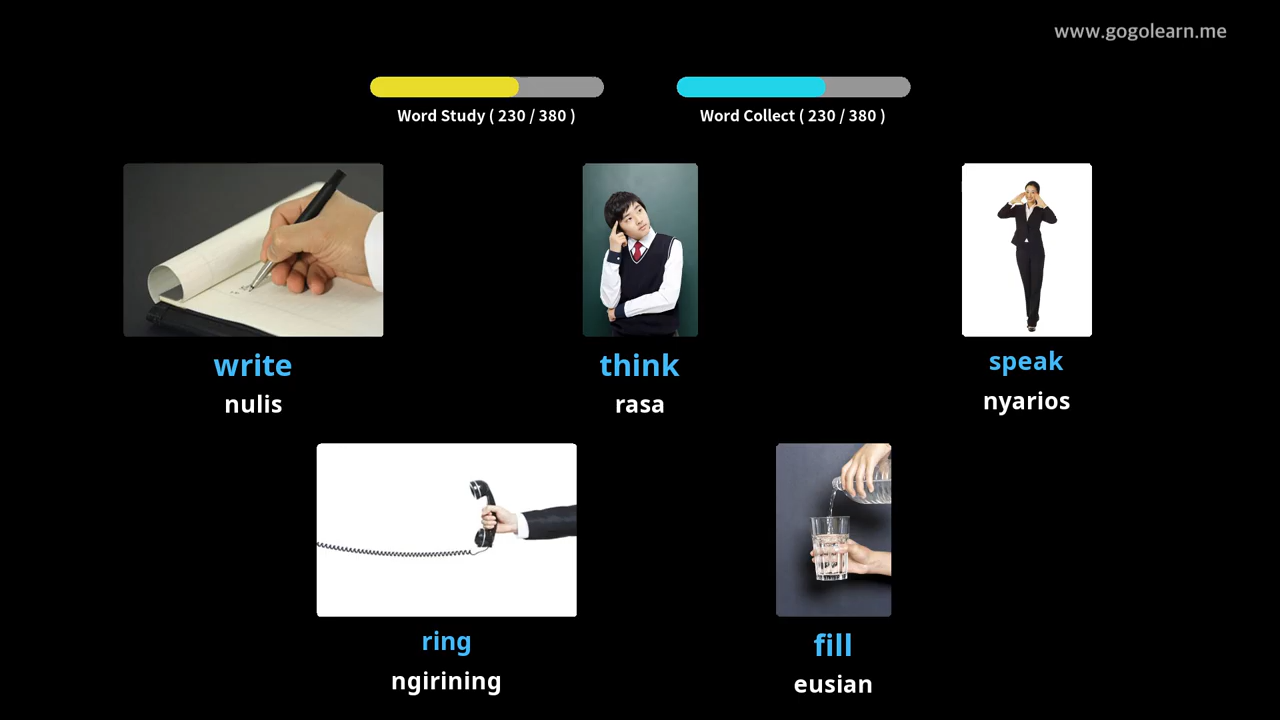 www.gogolearn.me
Word Study ( 230 / 380 )
Word Collect ( 230 / 380 )
write
nulis
think
rasa
speak
nyarios
ring
ngirining
fill
eusian